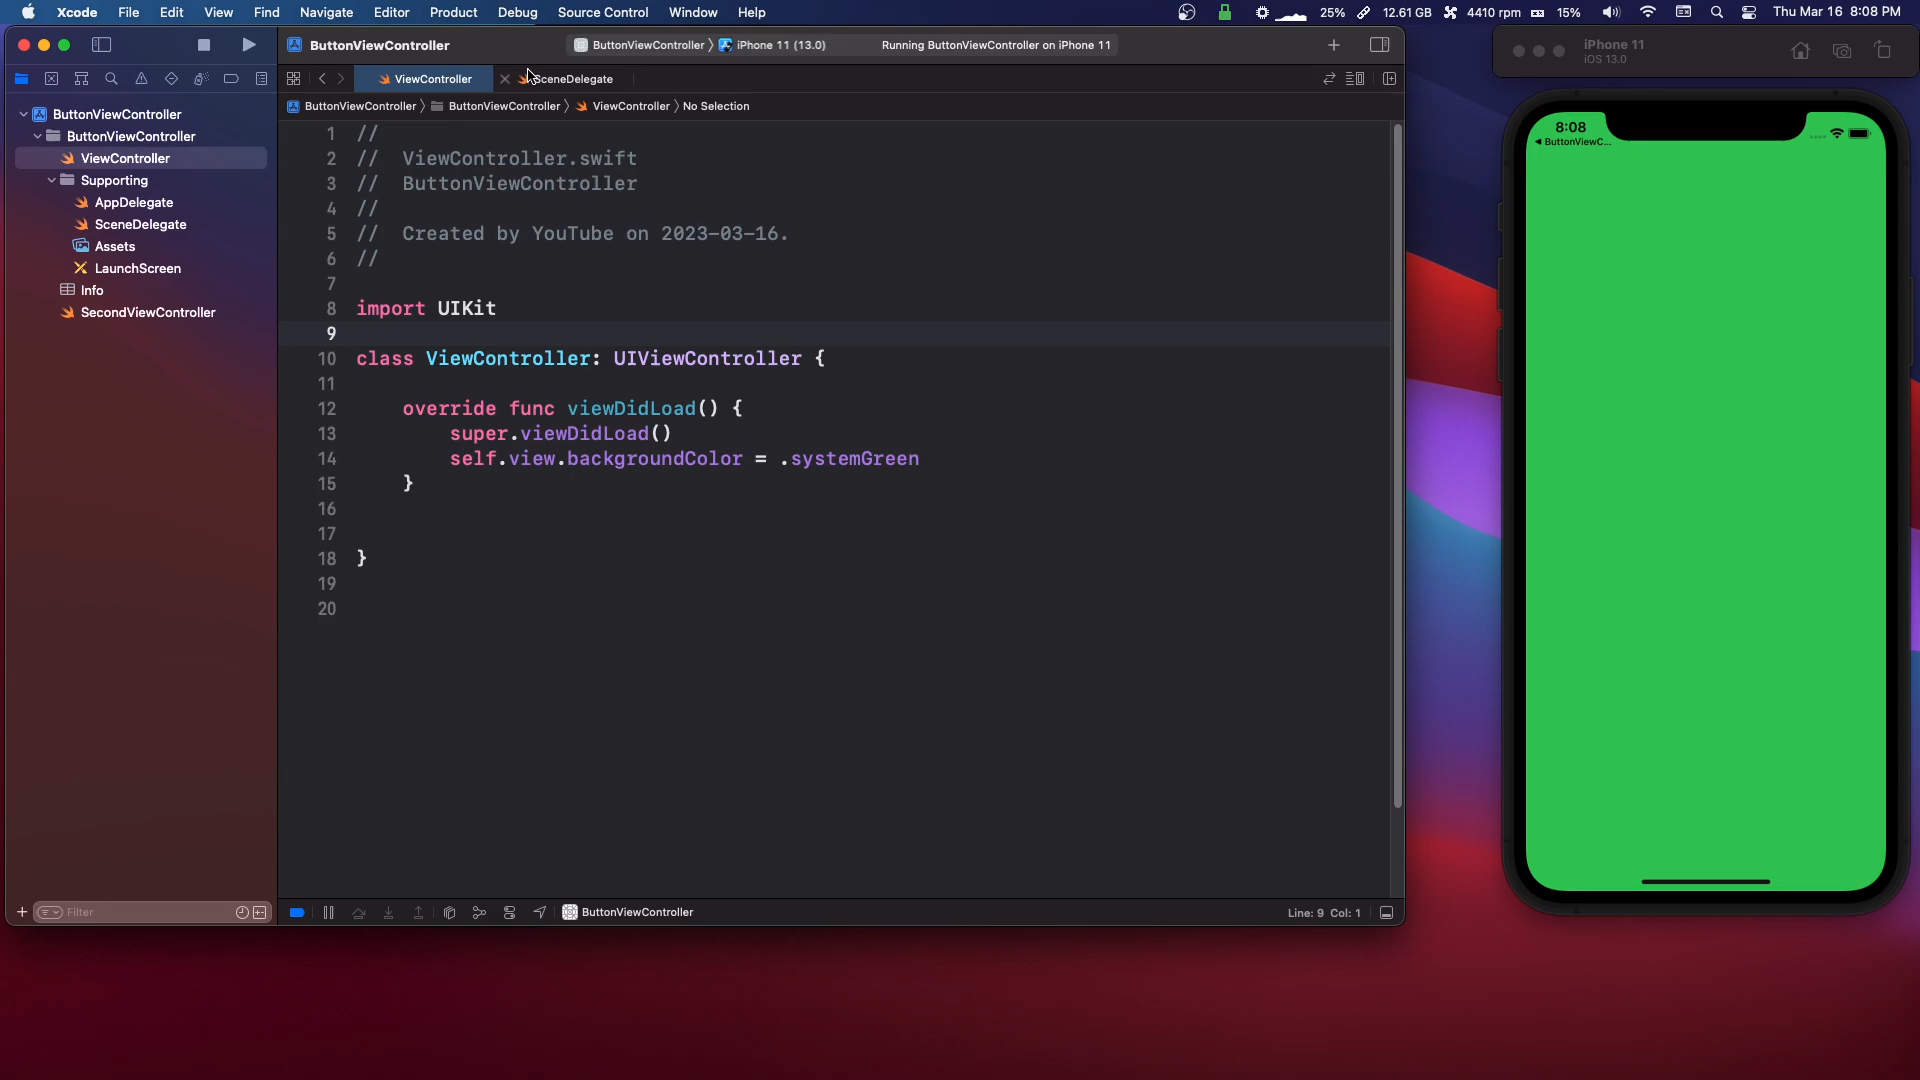 Xcode File Edit View Find Navigate Editor Product Debug Source Control Window Help 25% 12.61 GB 4410 rpm 15% Thu Mar 16 8:08 PM
ButtonViewController
ButtonViewController 〉 iPhone 11 (13.0) Running ButtonViewController on iPhone 11
iPhone 11
iOS 13.0
ViewController SceneDelegate
ButtonViewController 〉 ButtonViewController 〉 ViewController 〉 No Selection
ButtonViewController
ButtonViewController
ViewController
Supporting
AppDelegate
SceneDelegate
Assets
LaunchScreen
Info
SecondViewController
Filter
1 //
2 // ViewController.swift
3 // ButtonViewController
4 //
5 // Created by YouTube on 2023-03-16.
6 //
7
8 import UIKit
9
10 class ViewController: UIViewController {
11
12 override func viewDidLoad() {
13 super.viewDidLoad()
14 self.view.backgroundColor = .systemGreen
15 }
16
17
18 }
19
20
ButtonViewController Line: 9 Col: 1
8:08
◀ ButtonViewC...